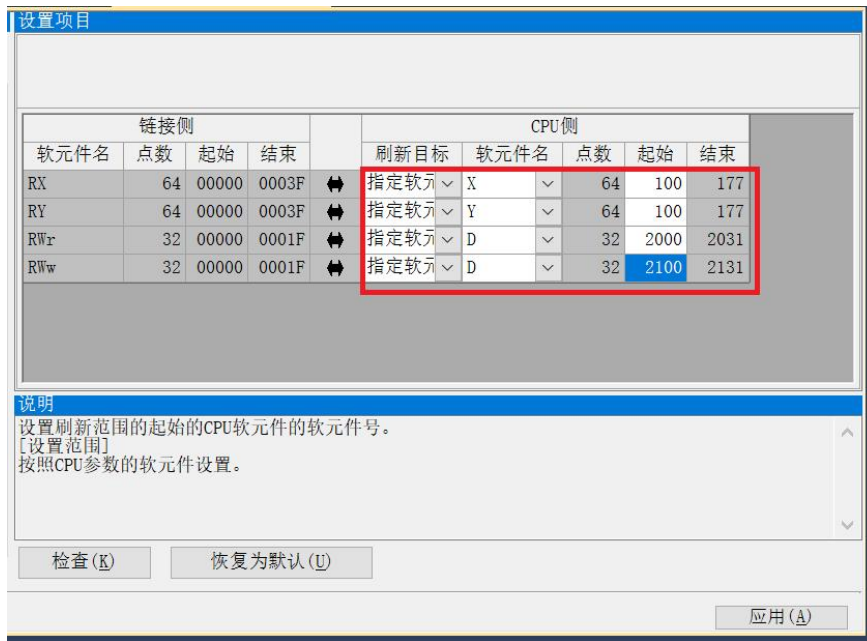 设置项目
链接侧 CPU侧
软元件名 点数 起始 结束 刷新目标 软元件名 点数 起始 结束
RX 64 00000 0003F 指定软元 X 64 100 177
RY 64 00000 0003F 指定软元 Y 64 100 177
RWr 32 00000 0001F 指定软元 D 32 2000 2031
RWw 32 00000 0001F 指定软元 D 32 2100 2131
说明
设置刷新范围的起始的CPU软元件的软元件号。
[设置范围]
按照CPU参数的软元件设置。
检查(K) 恢复为默认(U)
应用(A)